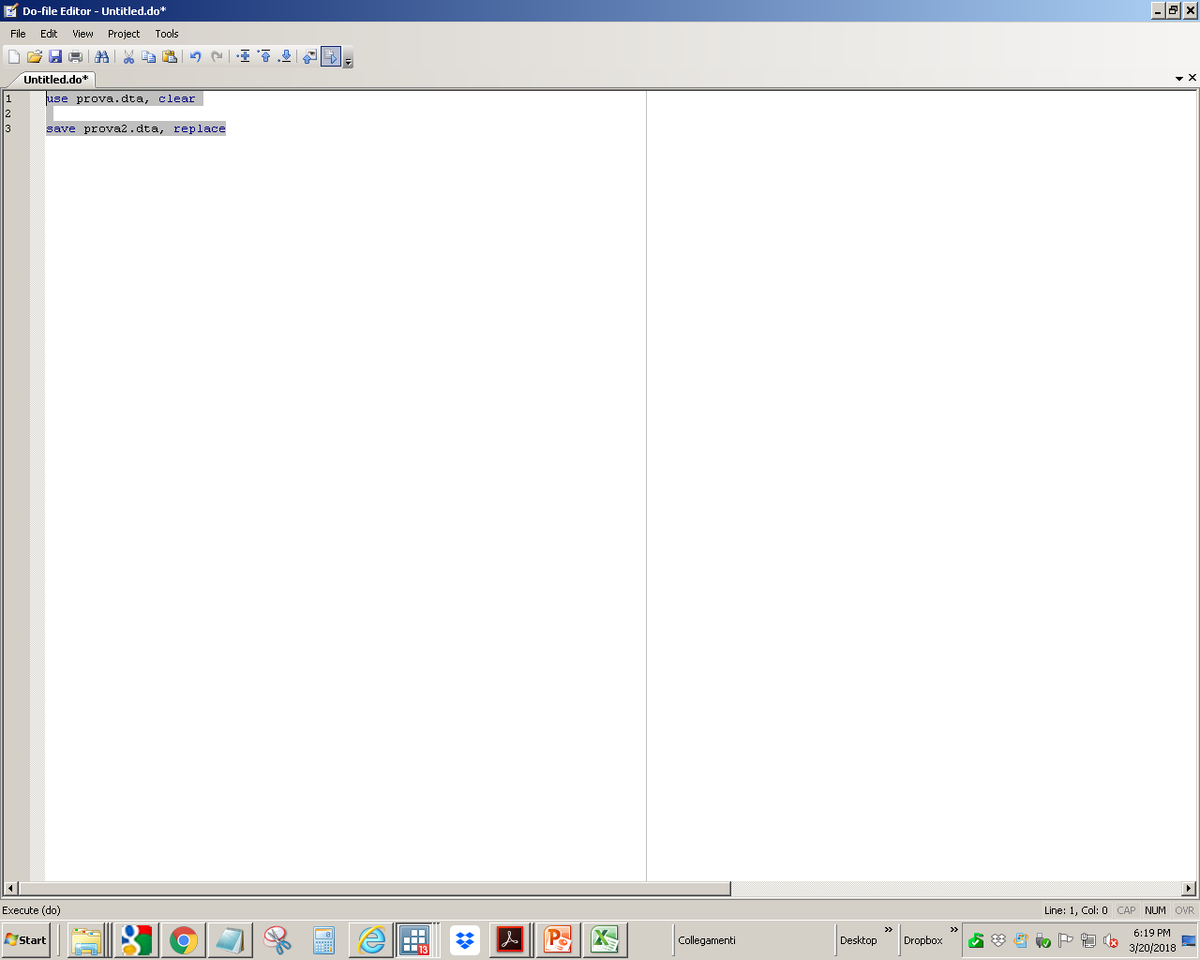 Do-file Editor - Untitled.do*
File Edit View Project Tools
Untitled.do*
1 use prova.dta, clear
2
3 save prova2.dta, replace
Execute (do)
Line: 1, Col: 0 CAP NUM OVR
Start
13
Collegamenti
Desktop
Dropbox
6:19 PM
3/20/2018